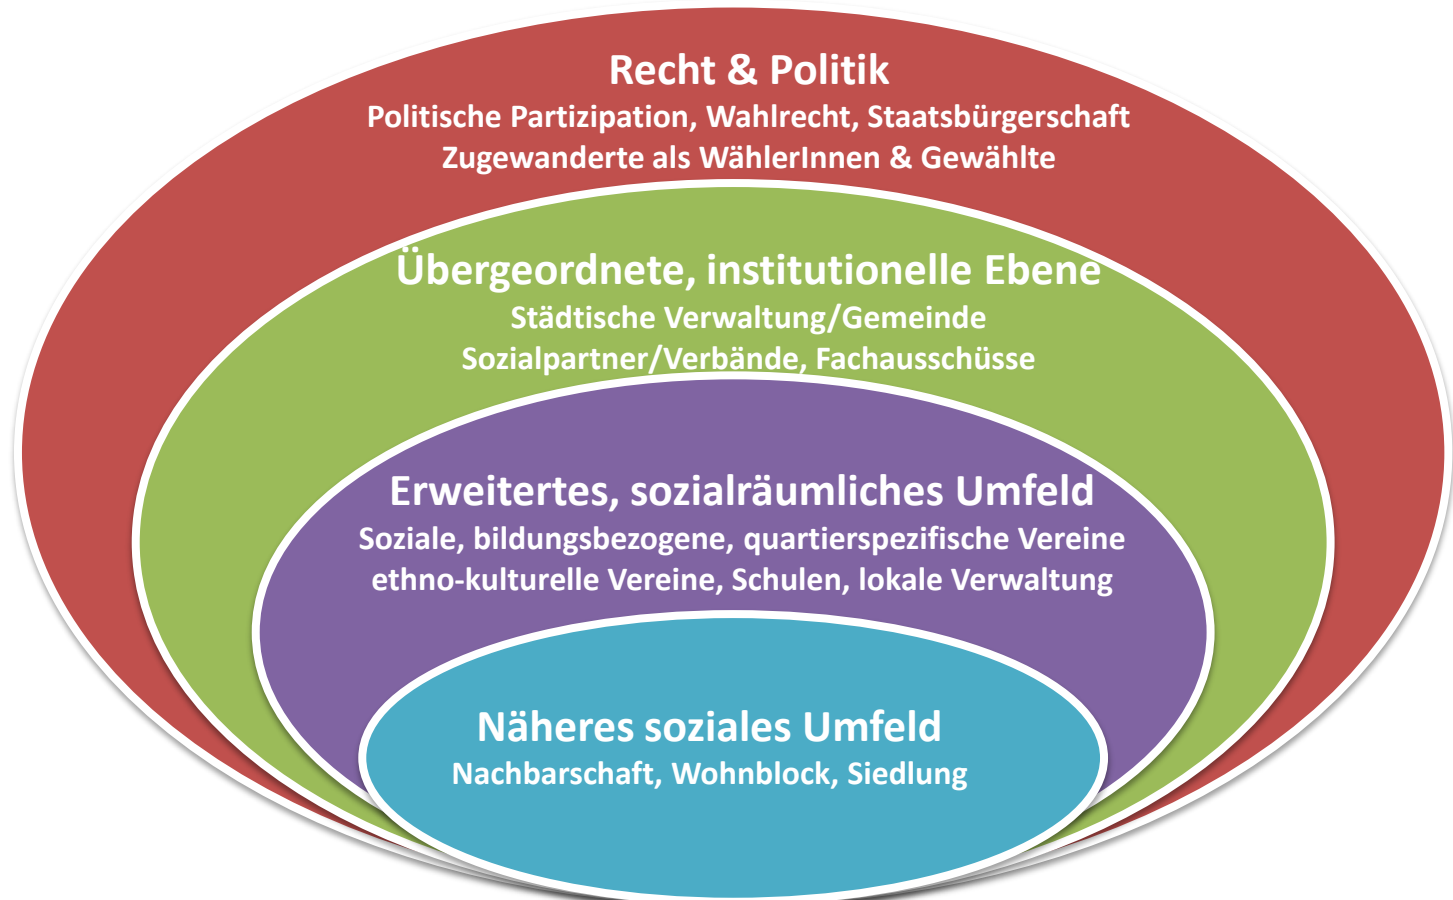 Recht & Politik
Politische Partizipation, Wahlrecht, Staatsbürgerschaft
Zugewanderte als WählerInnen & Gewählte
Übergeordnete, institutionelle Ebene
Städtische Verwaltung/Gemeinde
Sozialpartner/Verbände, Fachausschüsse
Erweitertes, sozialräumliches Umfeld
Soziale, bildungsbezogene, quartierspezifische Vereine
ethno-kulturelle Vereine, Schulen, lokale Verwaltung
Näheres soziales Umfeld
Nachbarschaft, Wohnblock, Siedlung